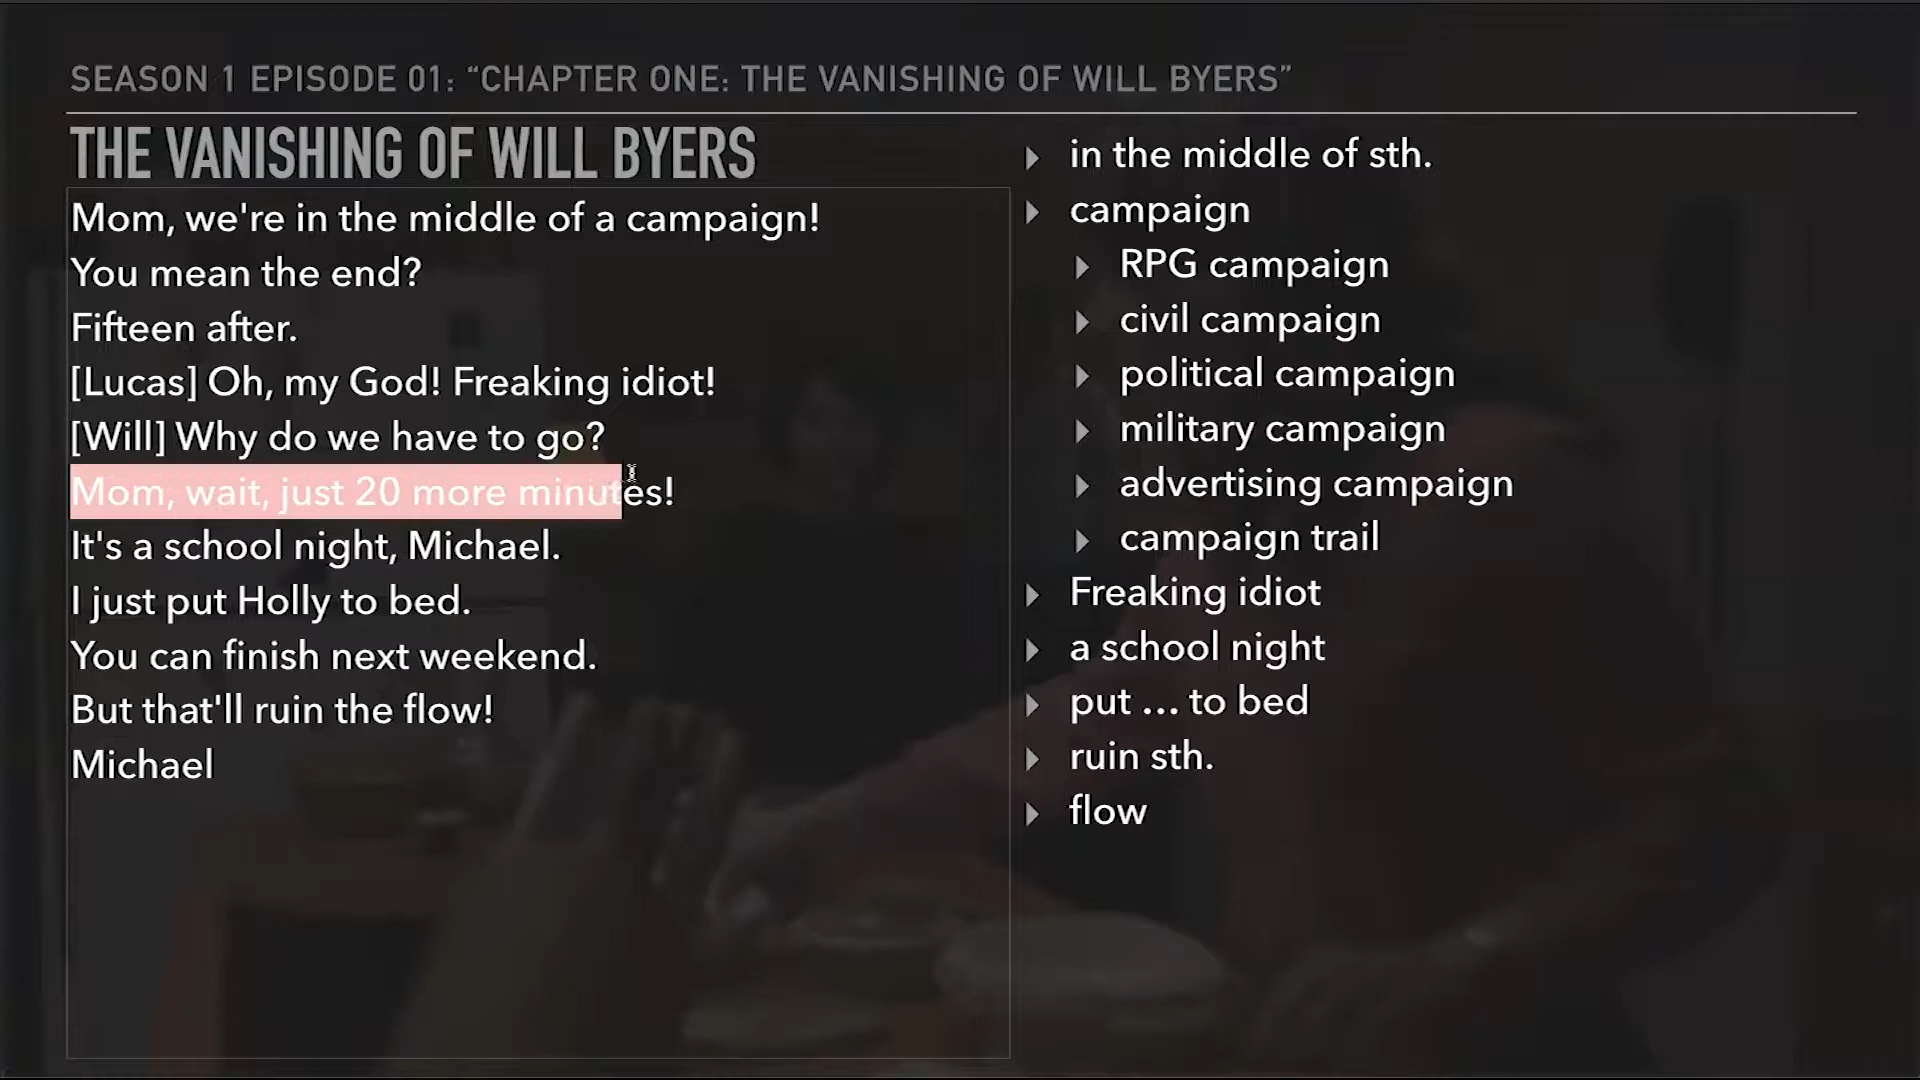 SEASON 1 EPISODE 01: “CHAPTER ONE: THE VANISHING OF WILL BYERS”
THE VANISHING OF WILL BYERS
Mom, we're in the middle of a campaign!
You mean the end?
Fifteen after.
[Lucas] Oh, my God! Freaking idiot!
[Will] Why do we have to go?
Mom, wait, just 20 more minutes!
It's a school night, Michael.
I just put Holly to bed.
You can finish next weekend.
But that'll ruin the flow!
Michael
in the middle of sth.
campaign
RPG campaign
civil campaign
political campaign
military campaign
advertising campaign
campaign trail
Freaking idiot
a school night
put … to bed
ruin sth.
flow